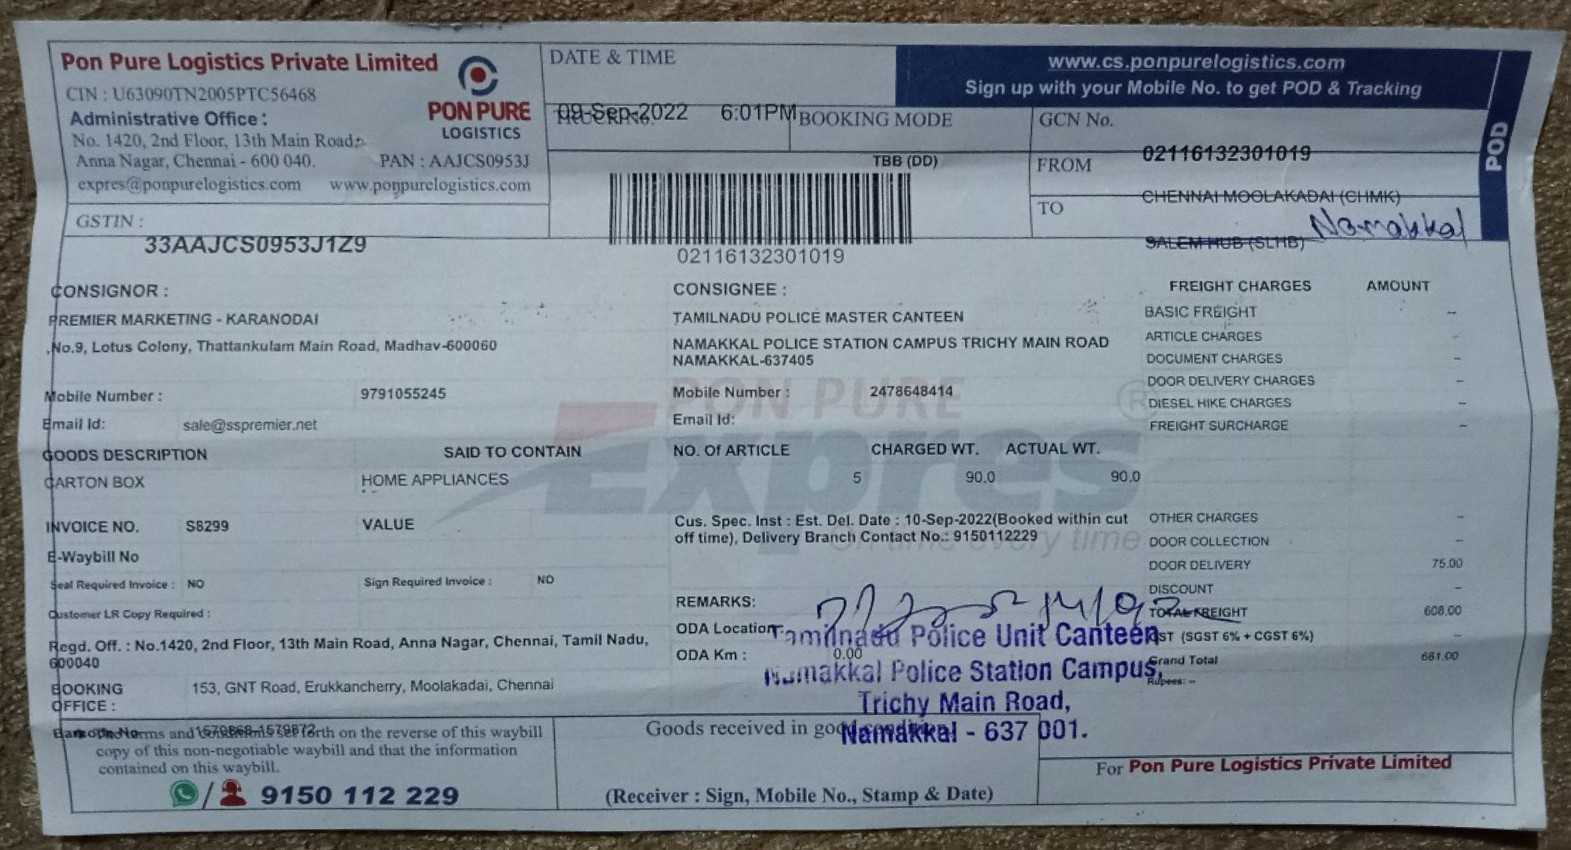 Pon Pure Logistics Private Limited
CIN : U63090TN2005PTC56468
Administrative Office :
No. 1420, 2nd Floor, 13th Main Road,
Anna Nagar, Chennai - 600 040.
PAN : AAJCS0953J
expres@ponpurelogistics.com www.ponpurelogistics.com
PON PURE
LOGISTICS
GSTIN :
33AAJCS0953J1Z9
DATE & TIME
09-Sep-2022 6:01PM
BOOKING MODE
TBB (DD)
02116132301019
www.cs.ponpurelogistics.com
Sign up with your Mobile No. to get POD & Tracking
POD
GCN No.
02116132301019
FROM
CHENNAI MOOLAKADAI (CHMK)
TO
SALEM HUB (SLHB)
Namakkal
CONSIGNOR :
PREMIER MARKETING - KARANODAI
,No.9, Lotus Colony, Thattankulam Main Road, Madhav-600060
Mobile Number : 9791055245
Email Id: sale@sspremier.net
CONSIGNEE :
TAMILNADU POLICE MASTER CANTEEN
NAMAKKAL POLICE STATION CAMPUS TRICHY MAIN ROAD
NAMAKKAL-637405
Mobile Number : 2478648414
Email Id:
FREIGHT CHARGES AMOUNT
BASIC FREIGHT --
ARTICLE CHARGES -
DOCUMENT CHARGES --
DOOR DELIVERY CHARGES --
DIESEL HIKE CHARGES --
FREIGHT SURCHARGE --
PON PURE
Expres
On time every time
GOODS DESCRIPTION SAID TO CONTAIN NO. Of ARTICLE CHARGED WT. ACTUAL WT.
CARTON BOX HOME APPLIANCES 5 90.0 90.0
INVOICE NO. S8299 VALUE
E-Waybill No
Seal Required Invoice : NO Sign Required Invoice : NO
Customer LR Copy Required :
Regd. Off. : No.1420, 2nd Floor, 13th Main Road, Anna Nagar, Chennai, Tamil Nadu,
600040
BOOKING
OFFICE :
153, GNT Road, Erukkancherry, Moolakadai, Chennai
Cus. Spec. Inst : Est. Del. Date : 10-Sep-2022(Booked within cut
off time), Delivery Branch Contact No.: 9150112229
REMARKS:
ODA Location
ODA Km : 0.00
OTHER CHARGES --
DOOR COLLECTION --
DOOR DELIVERY 75.00
DISCOUNT --
TOTAL FREIGHT 608.00
GST (SGST 6% + CGST 6%) --
Grand Total 681.00
Rupees: --
Tamilnadu Police Unit Canteen
Namakkal Police Station Campus,
Trichy Main Road,
Namakkal - 637 001.
forth on the reverse of this waybill
copy of this non-negotiable waybill and that the information
contained on this waybill.
9150 112 229
Goods received in good condition
(Receiver : Sign, Mobile No., Stamp & Date)
For Pon Pure Logistics Private Limited